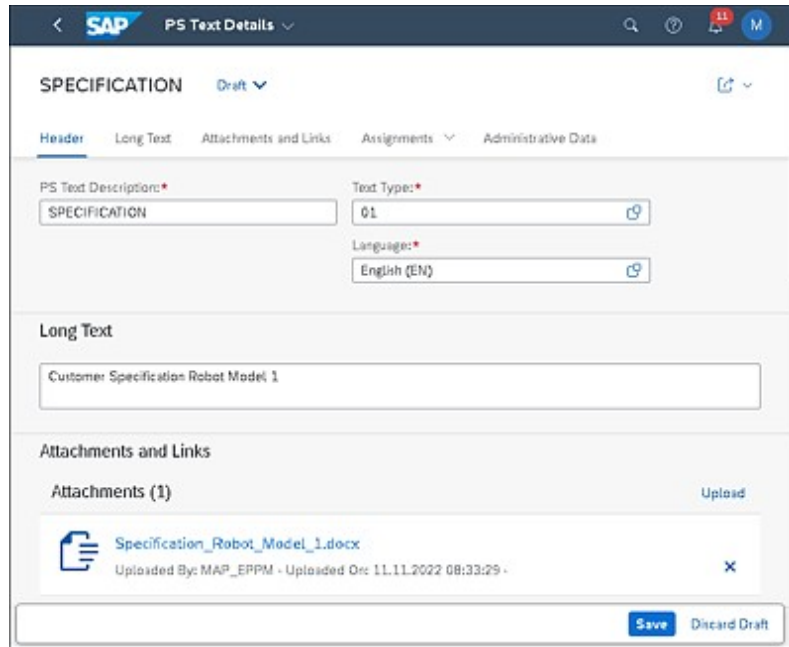 SAP PS Text Details 11 M
SPECIFICATION Draft
Header Long Text Attachments and Links Assignments Administrative Data
PS Text Description:* Text Type:*
SPECIFICATION 01
Language:*
English (EN)
Long Text
Customer Specification Robot Model 1
Attachments and Links
Attachments (1) Upload
Specification_Robot_Model_1.docx
Uploaded By: MAP_EPPM - Uploaded On: 11.11.2022 08:33:29 -
Save Discard Draft